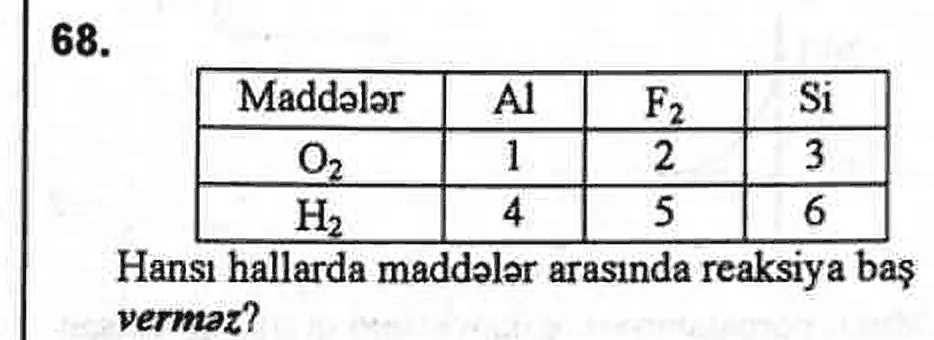 68.
Maddələr Al F₂ Si
O₂ 1 2 3
H₂ 4 5 6
Hansı hallarda maddələr arasında reaksiya baş
verməz?